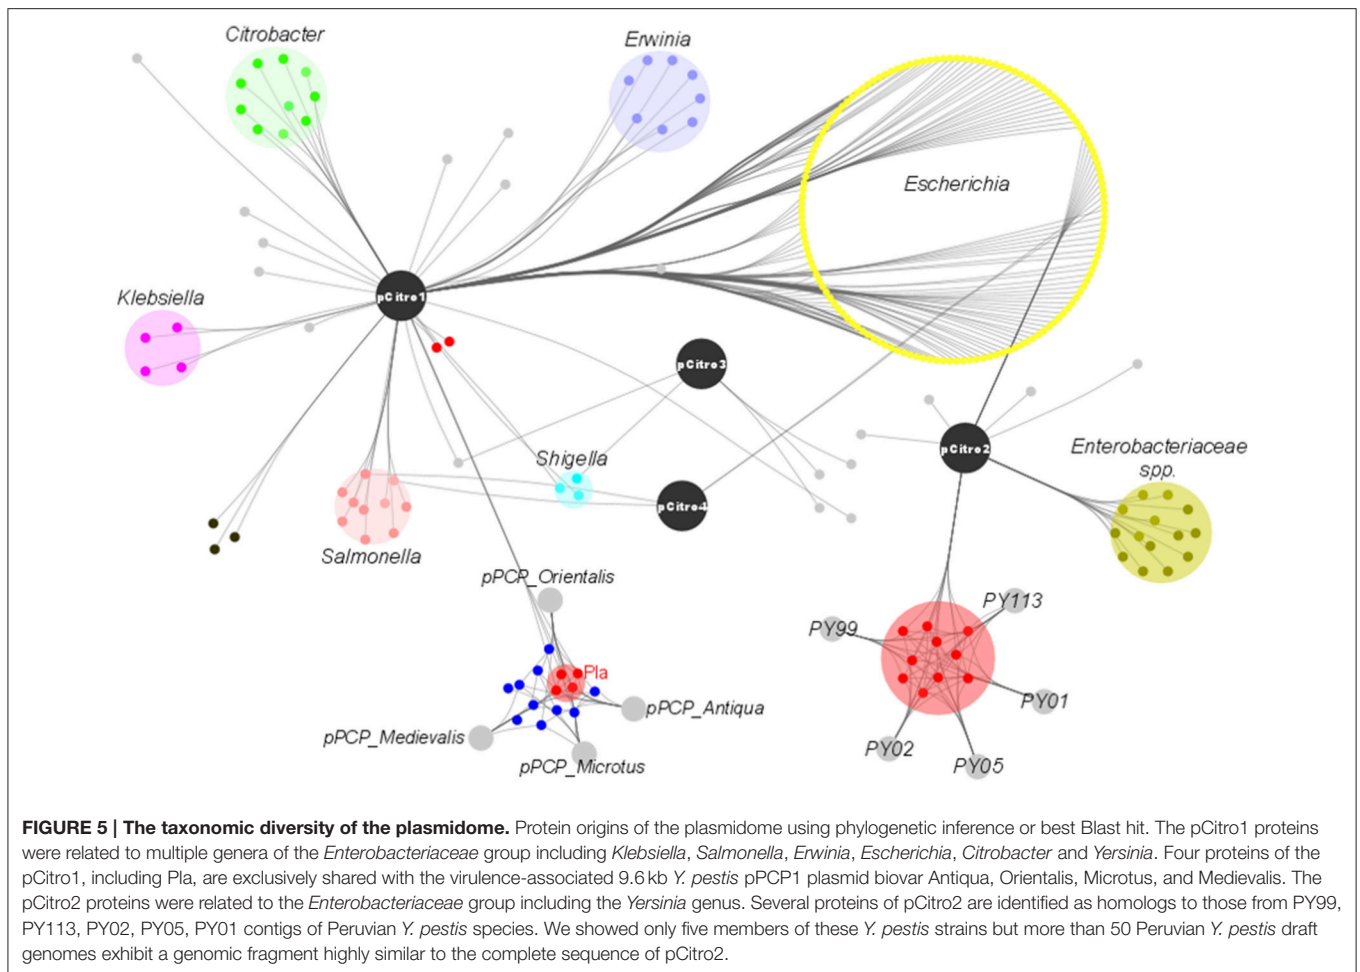 Citrobacter
Erwinia
Escherichia
pCitro1
Klebsiella
pCitro3
pCitro2
Enterobacteriaceae
spp.
Shigella
pCitro4
Salmonella
pPCP_Orientalis
PY113
PY99
Pla
PY01
pPCP_Antiqua
pPCP_Medievalis
PY02
PY05
pPCP_Microtus
FIGURE 5 | The taxonomic diversity of the plasmidome. Protein origins of the plasmidome using phylogenetic inference or best Blast hit. The pCitro1 proteins
were related to multiple genera of the Enterobacteriaceae group including Klebsiella, Salmonella, Erwinia, Escherichia, Citrobacter and Yersinia. Four proteins of the
pCitro1, including Pla, are exclusively shared with the virulence-associated 9.6 kb Y. pestis pPCP1 plasmid biovar Antiqua, Orientalis, Microtus, and Medievalis. The
pCitro2 proteins were related to the Enterobacteriaceae group including the Yersinia genus. Several proteins of pCitro2 are identified as homologs to those from PY99,
PY113, PY02, PY05, PY01 contigs of Peruvian Y. pestis species. We showed only five members of these Y. pestis strains but more than 50 Peruvian Y. pestis draft
genomes exhibit a genomic fragment highly similar to the complete sequence of pCitro2.